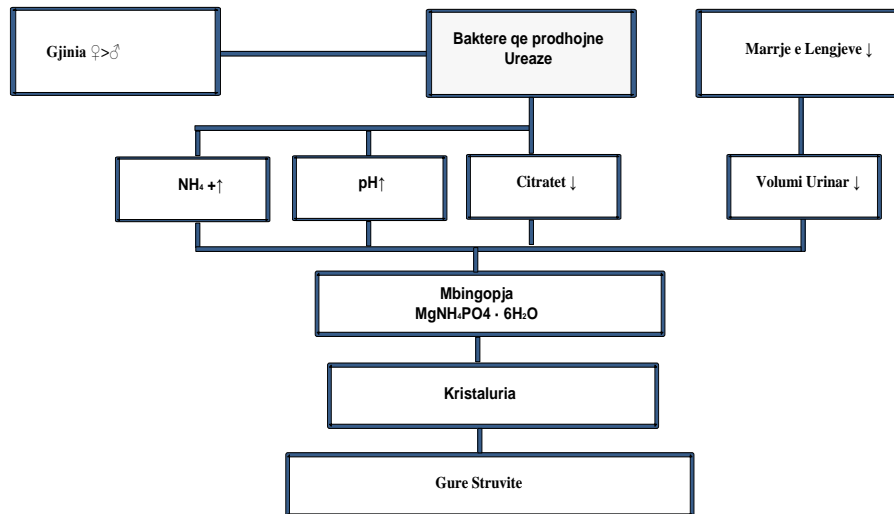 Gjinia ♀>♂
Baktere qe prodhojne
Ureaze
Marrje e Lengjeve ↓
NH₄ +↑
pH↑
Citratet ↓
Volumi Urinar ↓
Mbingopja
MgNH₄PO4 · 6H₂O
Kristaluria
Gure Struvite